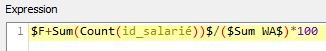 Expression
1 $F+Sum(Count(id_salarié))$/($Sum WA$)*100